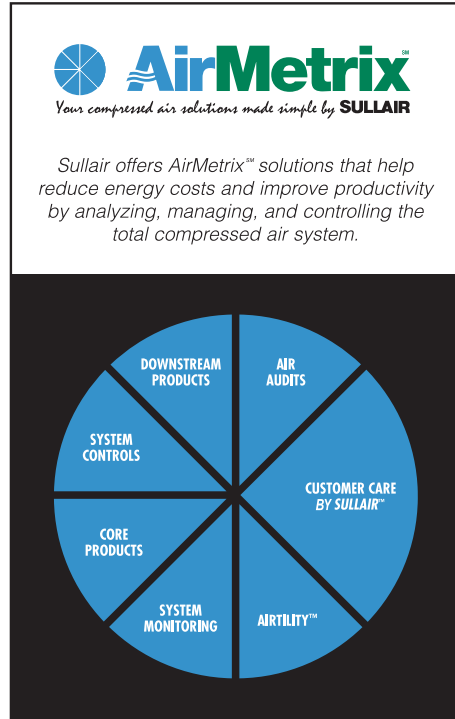 AirMetrix℠
Your compressed air solutions made simple by SULLAIR
Sullair offers AirMetrix℠ solutions that help
reduce energy costs and improve productivity
by analyzing, managing, and controlling the
total compressed air system.
DOWNSTREAM
PRODUCTS
AIR
AUDITS
SYSTEM
CONTROLS
CUSTOMER CARE
BY SULLAIR™
CORE
PRODUCTS
SYSTEM
MONITORING
AIRTILITY™